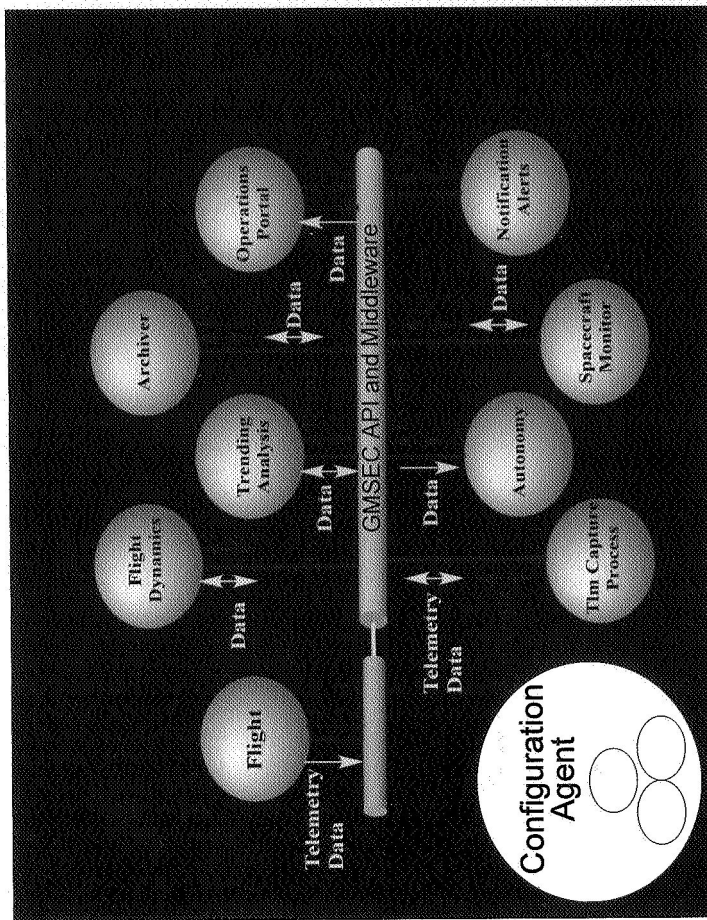 Flight
Telemetry
Data
Flight
Dynamics
Data
Trending
Analysis
Data
Archiver
Data
Operations
Portal
Data
GMSEC API and Middleware
Telemetry
Data
Tlm Capture
Process
Data
Autonomy
Spacecraft
Monitor
Data
Notification
Alerts
Configuration
Agent